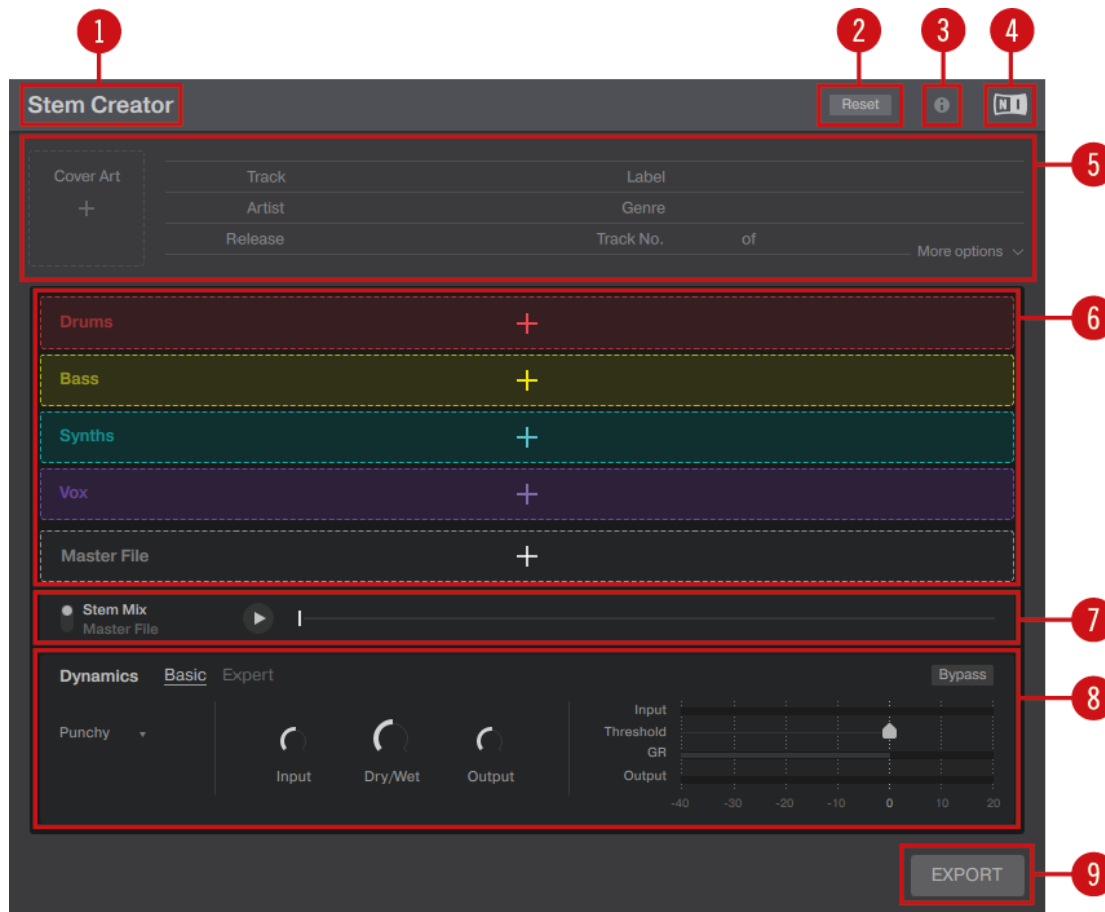 1 2 3 4
Stem Creator Reset NI
5
Cover Art Track Label
Artist Genre
Release Track No. of More options
6
Drums
Bass
Synths
Vox
Master File
7
Stem Mix
Master File
8
Dynamics Basic Expert Bypass
Punchy
Input Dry/Wet Output
Input
Threshold
GR
Output
-40 -30 -20 -10 0 10 20
9
EXPORT